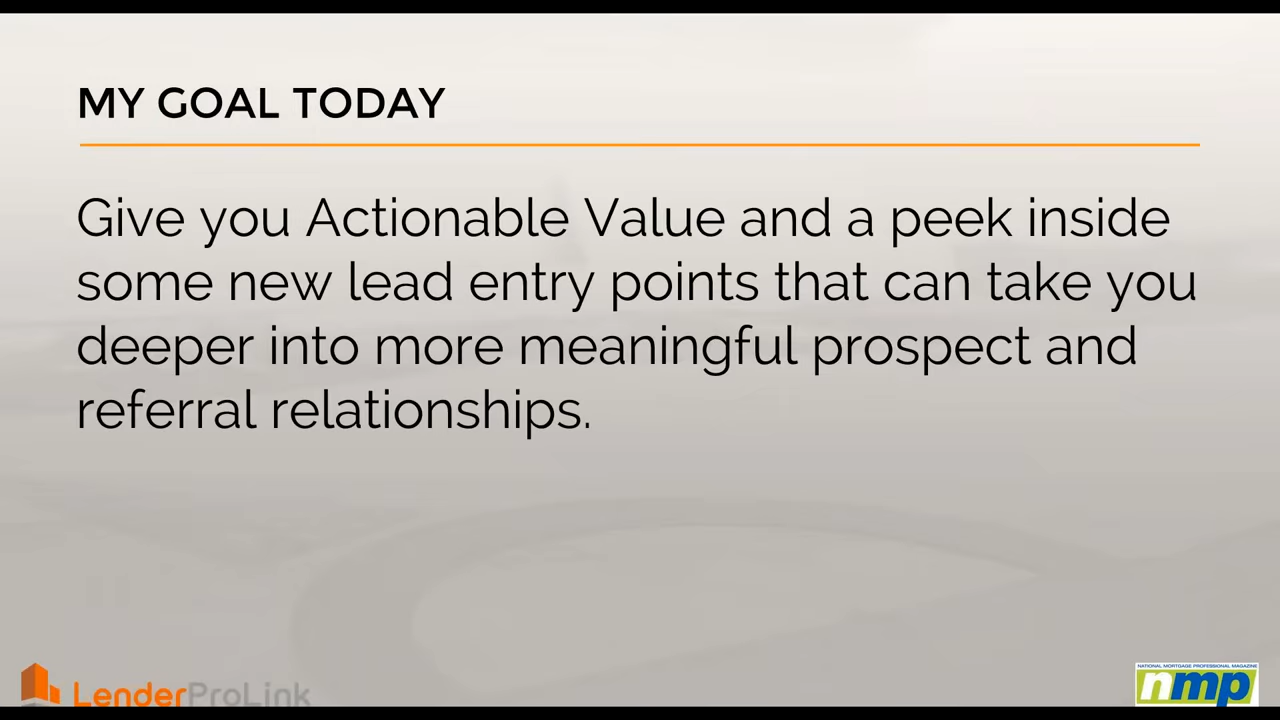 MY GOAL TODAY
Give you Actionable Value and a peek inside
some new lead entry points that can take you
deeper into more meaningful prospect and
referral relationships.
LenderProLink
NATIONAL MORTGAGE PROFESSIONAL MAGAZINE
nmp